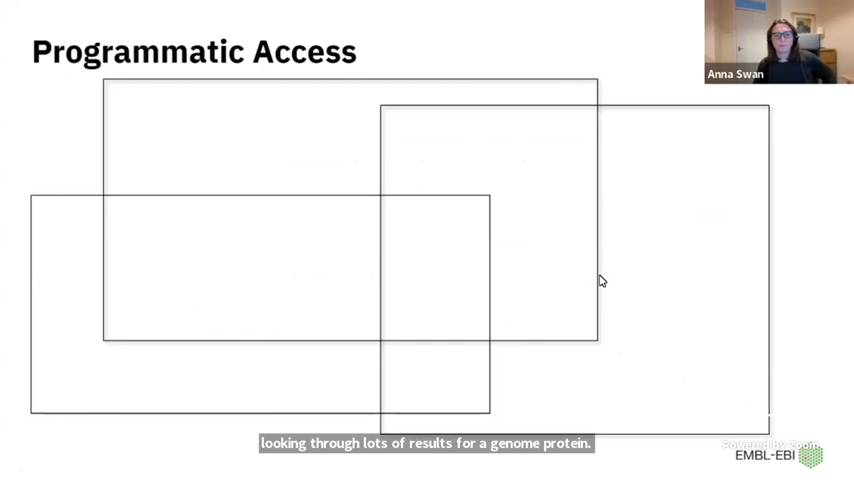 Programmatic Access
Anna Swan
looking through lots of results for a genome protein.
Powered by Zoom
EMBL-EBI